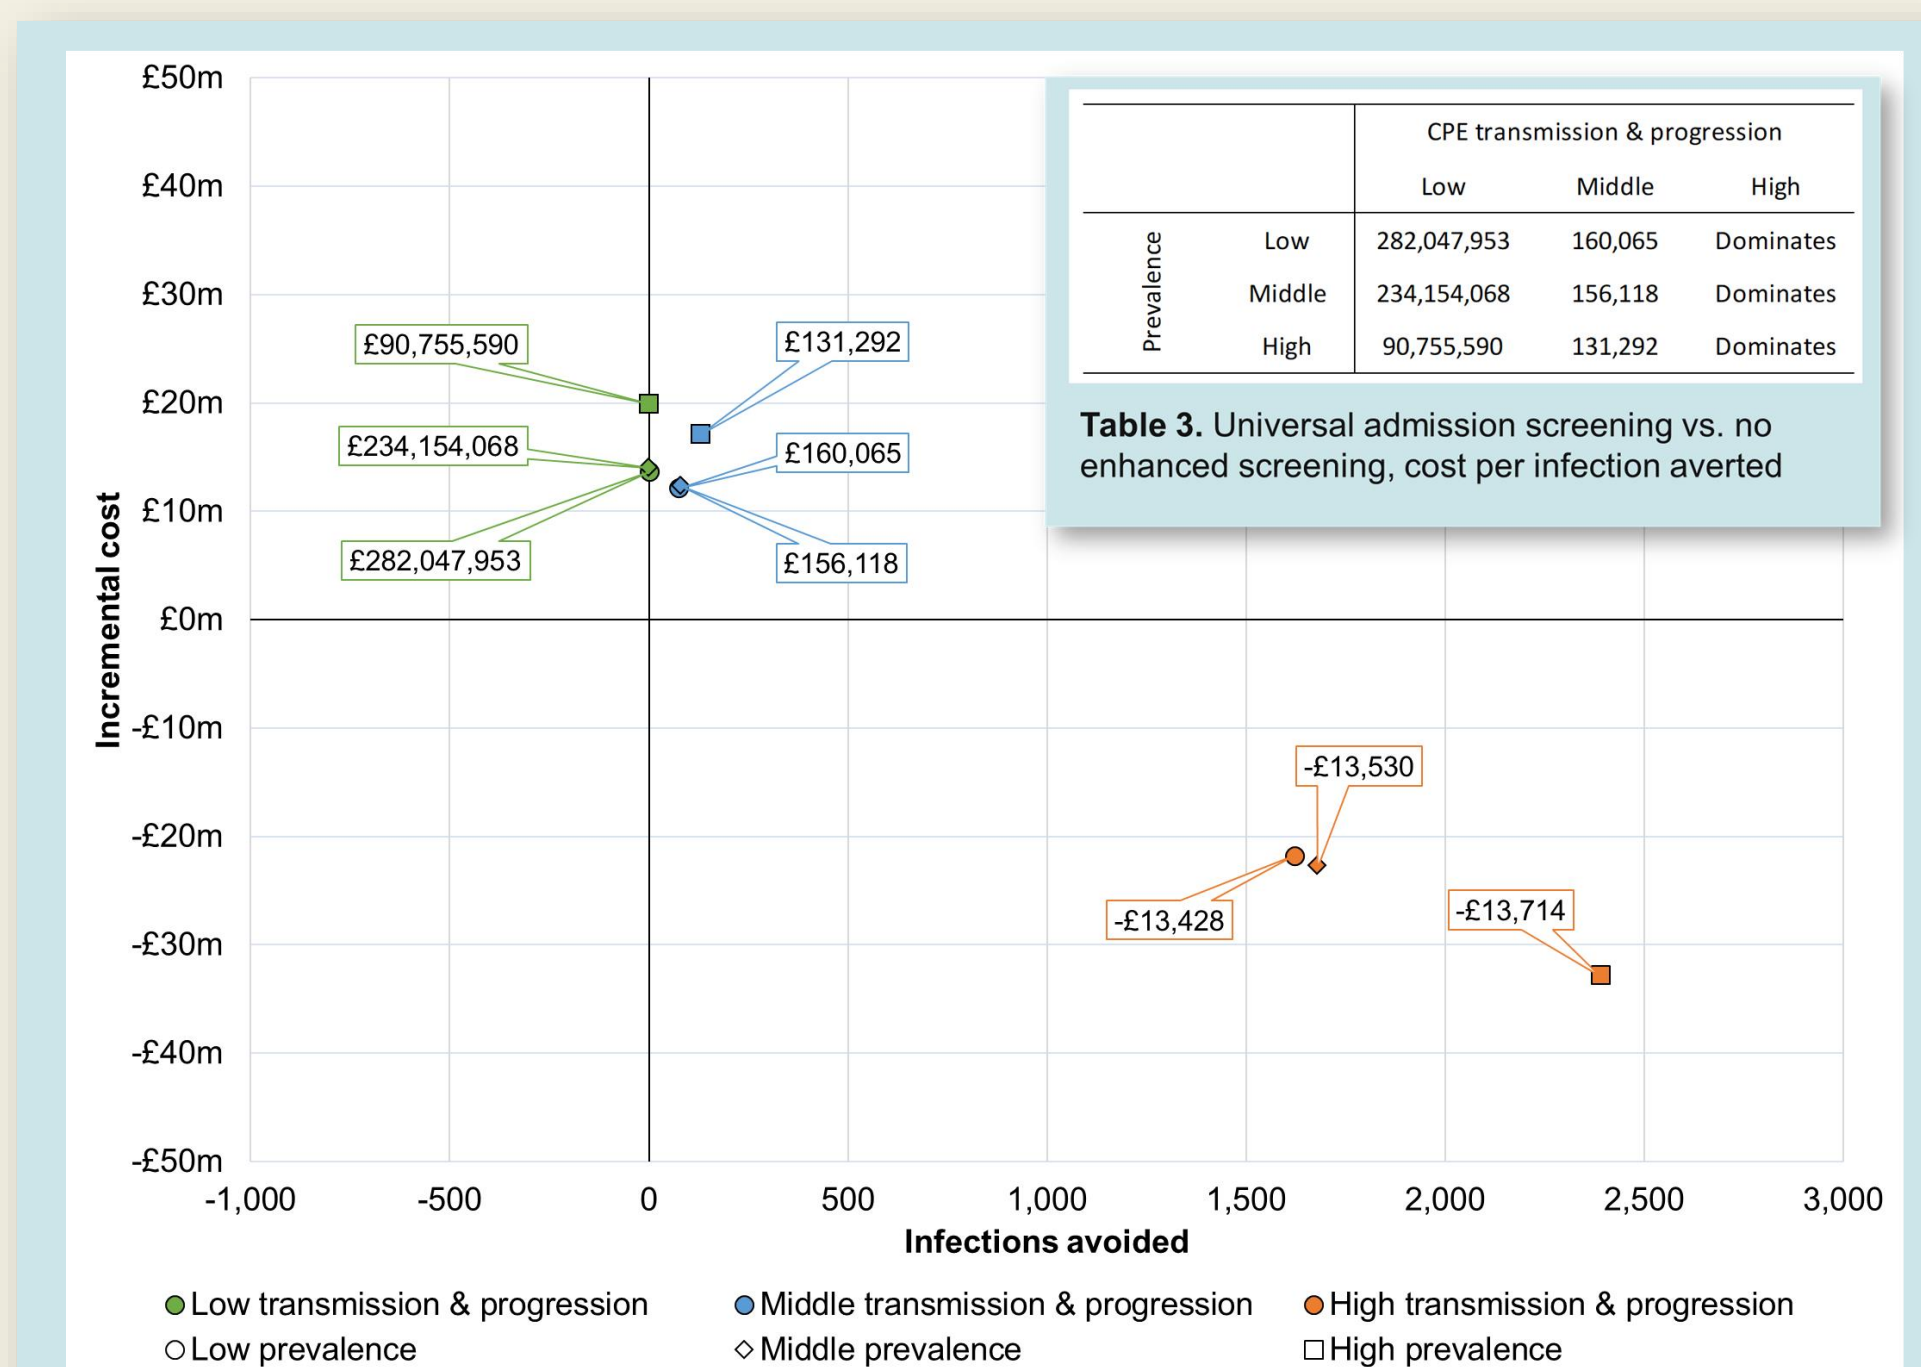 £50m
£40m
£30m
£20m
£10m
£0m
-£10m
-£20m
-£30m
-£40m
-£50m
Incremental cost
-1,000 -500 0 500 1,000 1,500 2,000 2,500 3,000
Infections avoided
£90,755,590
£131,292
£234,154,068
£160,065
£282,047,953
£156,118
-£13,530
-£13,428
-£13,714
CPE transmission & progression
Low Middle High
Prevalence
Low 282,047,953 160,065 Dominates
Middle 234,154,068 156,118 Dominates
High 90,755,590 131,292 Dominates
Table 3. Universal admission screening vs. no
enhanced screening, cost per infection averted
Low transmission & progression Middle transmission & progression High transmission & progression
Low prevalence Middle prevalence High prevalence